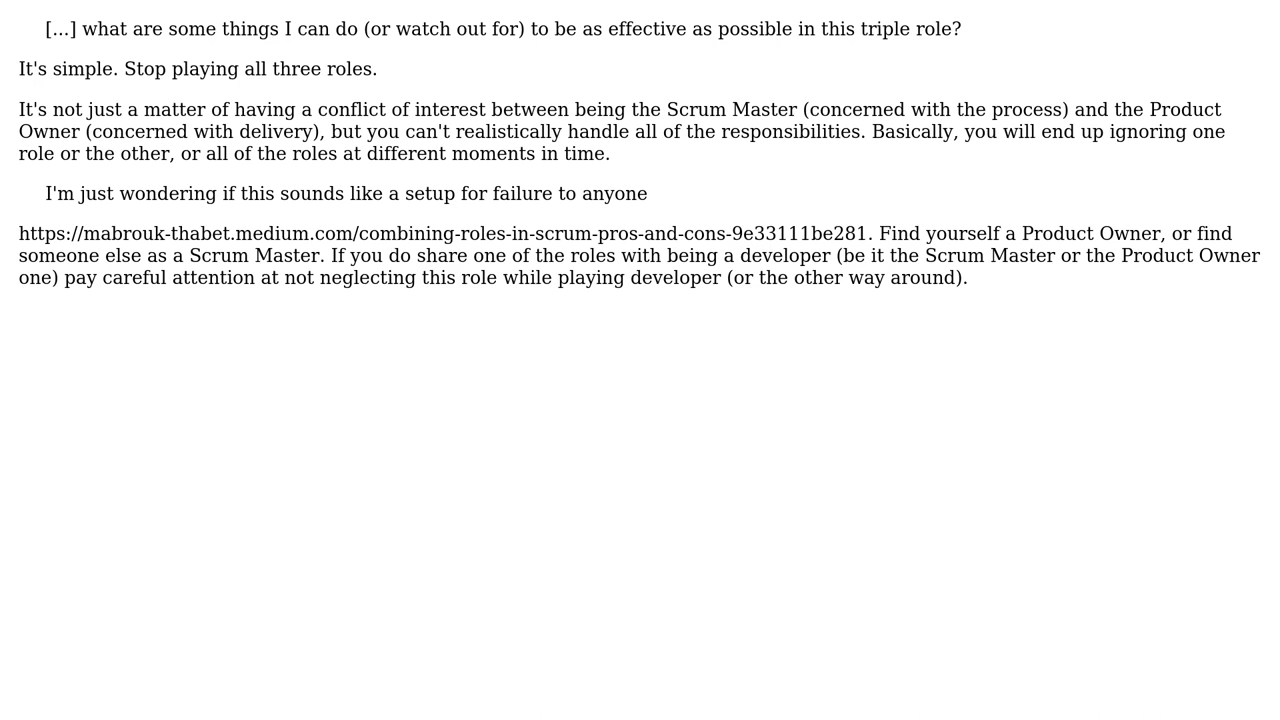 [...] what are some things I can do (or watch out for) to be as effective as possible in this triple role?
It's simple. Stop playing all three roles.
It's not just a matter of having a conflict of interest between being the Scrum Master (concerned with the process) and the Product
Owner (concerned with delivery), but you can't realistically handle all of the responsibilities. Basically, you will end up ignoring one
role or the other, or all of the roles at different moments in time.
I'm just wondering if this sounds like a setup for failure to anyone
https://mabrouk-thabet.medium.com/combining-roles-in-scrum-pros-and-cons-9e33111be281. Find yourself a Product Owner, or find
someone else as a Scrum Master. If you do share one of the roles with being a developer (be it the Scrum Master or the Product Owner
one) pay careful attention at not neglecting this role while playing developer (or the other way around).